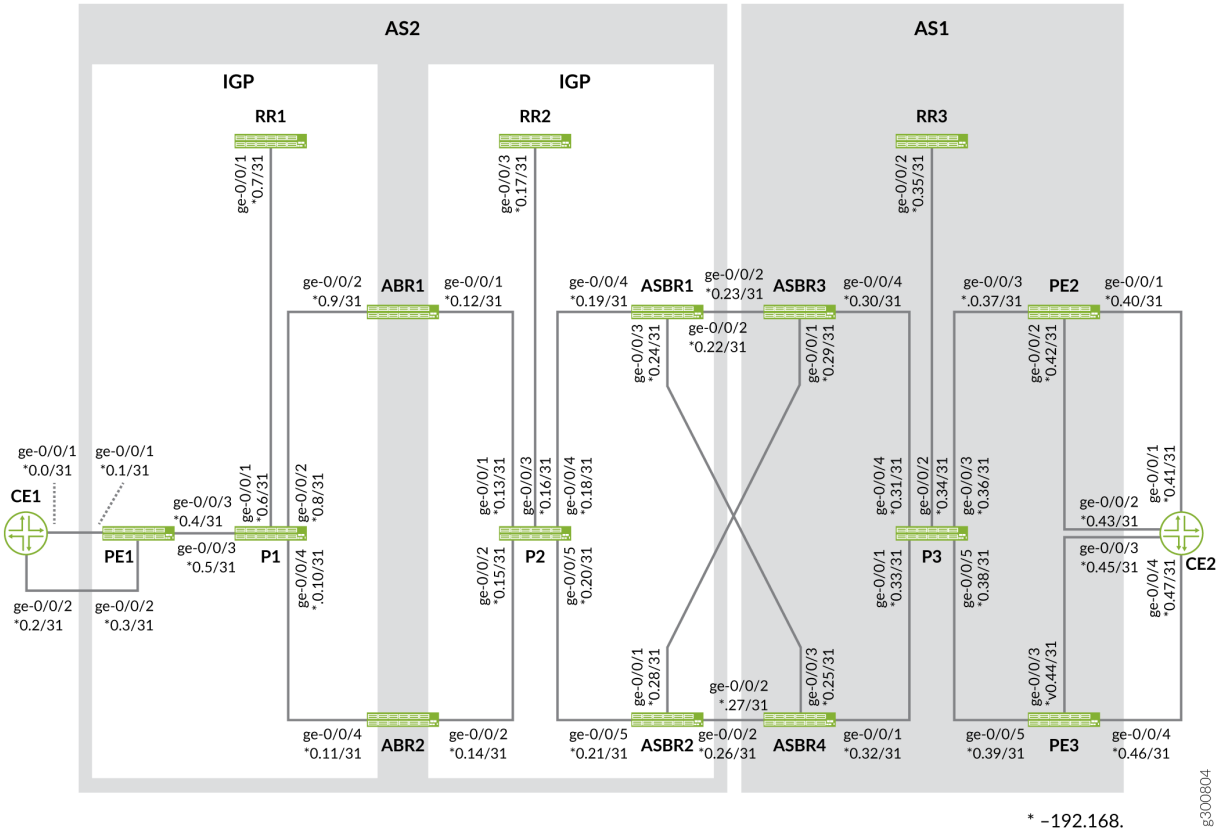 AS2
AS1
IGP
IGP
RR1
RR2
RR3
ge-0/0/1
*0.7/31
ge-0/0/3
*0.17/31
ge-0/0/2
*0.35/31
ge-0/0/2
*0.9/31
ABR1
ge-0/0/1
*0.12/31
ge-0/0/4
*0.19/31
ASBR1
ge-0/0/2
*0.23/31
ge-0/0/2
*0.22/31
ASBR3
ge-0/0/4
*0.30/31
ge-0/0/3
*.0.37/31
PE2
ge-0/0/1
*0.40/31
ge-0/0/3
*0.24/31
ge-0/0/1
*0.29/31
ge-0/0/2
*0.42/31
ge-0/0/1
*0.0/31
ge-0/0/1
*0.1/31
CE1
ge-0/0/3
*0.4/31
ge-0/0/1
*0.6/31
ge-0/0/2
*0.8/31
ge-0/0/1
*0.13/31
ge-0/0/3
*0.16/31
ge-0/0/4
*0.18/31
ge-0/0/4
*0.31/31
ge-0/0/2
*0.34/31
ge-0/0/3
*0.36/31
ge-0/0/1
*0.41/31
ge-0/0/2
*0.43/31
PE1
ge-0/0/3
*0.5/31
P1
P2
P3
ge-0/0/3
*0.45/31
CE2
ge-0/0/4
*.0.10/31
ge-0/0/2
*0.15/31
ge-0/0/5
*0.20/31
ge-0/0/1
*0.33/31
ge-0/0/5
*0.38/31
ge-0/0/4
*0.47/31
ge-0/0/2
*0.2/31
ge-0/0/2
*0.3/31
ge-0/0/1
*0.28/31
ge-0/0/3
*0.25/31
ge-0/0/3
*v0.44/31
ge-0/0/2
*.27/31
ge-0/0/4
*0.11/31
ABR2
ge-0/0/2
*0.14/31
ge-0/0/5
*0.21/31
ASBR2
ge-0/0/2
*0.26/31
ASBR4
ge-0/0/1
*0.32/31
ge-0/0/5
*0.39/31
PE3
ge-0/0/4
*0.46/31
* –192.168.
g300804